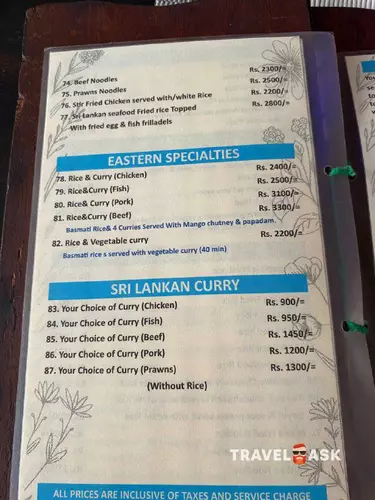 74. Beef Noodles Rs. 2300/=
75. Prawns Noodles Rs. 2500/=
76. Stir Fried Chicken served with/white Rice Rs. 2200/=
77. Sri Lankan seafood Fried rice Topped Rs. 2800/=
With fried egg & fish frilladels
EASTERN SPECIALTIES
78. Rice & Curry (Chicken) Rs. 2400/=
79. Rice&Curry (Fish) Rs. 2500/=
80. Rice& Curry (Pork) Rs. 3100/=
81. Rice&Curry (Beef) Rs. 3300/=
Basmati Rice& 4 Curries Served With Mango chutney & papadam.
82. Rice & Vegetable curry Rs. 2200/=
Basmati rice s served with vegetable curry (40 min)
SRI LANKAN CURRY
83. Your Choice of Curry (Chicken) Rs. 900/=
84. Your Choice of Curry (Fish) Rs. 950/=
85. Your Choice of Curry (Beef) Rs. 1450/=
86. Your Choice of Curry (Pork) Rs. 1200/=
87. Your Choice of Curry (Prawns) Rs. 1300/=
(Without Rice)
TRAVEL ASK
ALL PRICES ARE INCLUSIVE OF TAXES AND SERVICE CHARGE